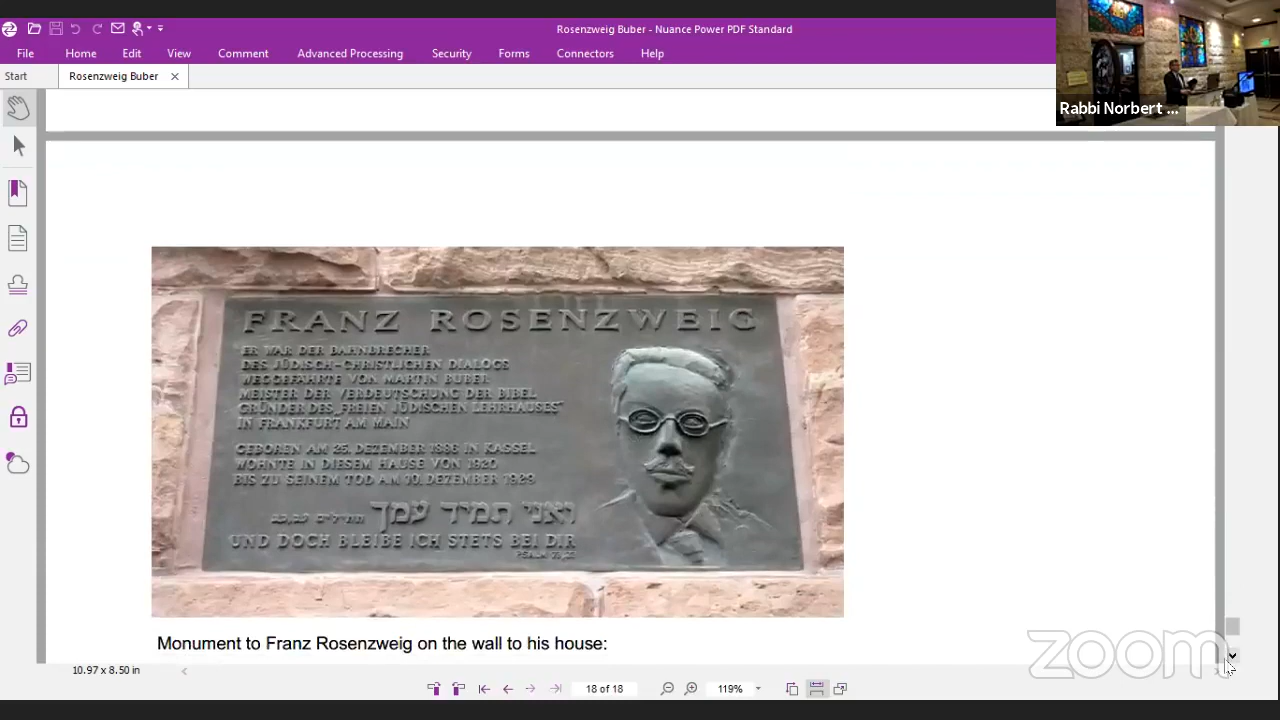 Rosenzweig Buber - Nuance Power PDF Standard
File Home Edit View Comment Advanced Processing Security Forms Connectors Help
Start Rosenzweig Buber
Rabbi Norbert ...
FRANZ ROSENZWEIG
ER WAR DER BAHNBRECHER
DES JÜDISCH-CHRISTLICHEN DIALOGS
WEGGEFÄHRTE VON MARTIN BUBER
MEISTER DER VERDEUTSCHUNG DER BIBEL
GRÜNDER DES „FREIEN JÜDISCHEN LEHRHAUSES"
IN FRANKFURT AM MAIN
GEBOREN AM 25. DEZEMBER 1886 IN KASSEL
WOHNTE IN DIESEM HAUSE VON 1920
BIS ZU SEINEM TOD AM 10. DEZEMBER 1929
ואני תמיד עמך תהילים
UND DOCH BLEIBE ICH STETS BEI DIR
PSALM 73,23
Monument to Franz Rosenzweig on the wall to his house:
zoom
10.97 x 8.50 in
18 of 18 119%